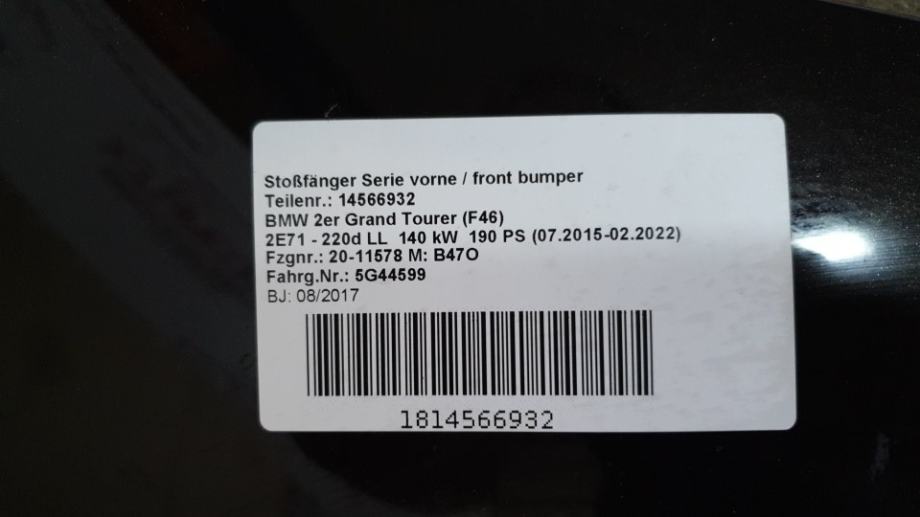 Stoßfänger Serie vorne / front bumper
Teilenr.: 14566932
BMW 2er Grand Tourer (F46)
2E71 - 220d LL 140 kW 190 PS (07.2015-02.2022)
Fzgnr.: 20-11578 M: B47O
Fahrg.Nr.: 5G44599
BJ: 08/2017
1814566932